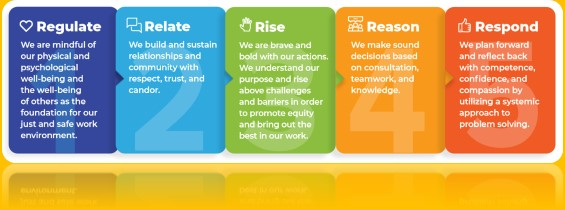 Regulate
We are mindful of
our physical and
psychological
well-being and
the well-being
of others as the
foundation for our
just and safe work
environment.
1
Relate
We build and sustain
relationships and
community with
respect, trust, and
candor.
2
Rise
We are brave and
bold with our actions.
We understand our
purpose and rise
above challenges
and barriers in order
to promote equity
and bring out the
best in our work.
3
Reason
We make sound
decisions based
on consultation,
teamwork, and
knowledge.
4
Respond
We plan forward
and reflect back
with competence,
confidence, and
compassion by
utilizing a systemic
approach to
problem solving.
5